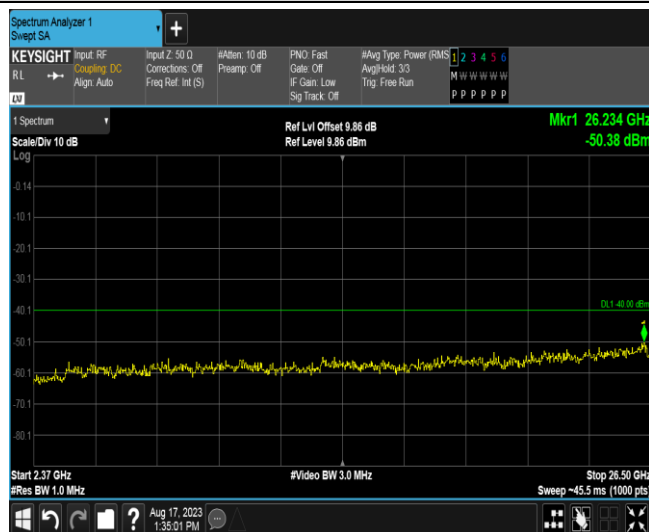 Spectrum Analyzer 1
Swept SA
+
KEYSIGHT
RL
LXI
Input: RF
Coupling: DC
Align: Auto
Input Z: 50 Ω
Corrections: Off
Freq Ref: Int (S)
#Atten: 10 dB
Preamp: Off
PNO: Fast
Gate: Off
IF Gain: Low
Sig Track: Off
#Avg Type: Power (RMS
Avg|Hold: 3/3
Trig: Free Run
1 2 3 4 5 6
M W W W W W
P P P P P P
1 Spectrum
Scale/Div 10 dB
Log
Ref Lvl Offset 9.86 dB
Ref Level 9.86 dBm
Mkr1 26.234 GHz
-50.38 dBm
-0.14
-10.1
-20.1
-30.1
-40.1
-50.1
-60.1
-70.1
-80.1
DL1 -40.00 dBm
1
Start 2.37 GHz
#Res BW 1.0 MHz
#Video BW 3.0 MHz
Stop 26.50 GHz
Sweep ~45.5 ms (1000 pts)
?
Aug 17, 2023
1:35:01 PM